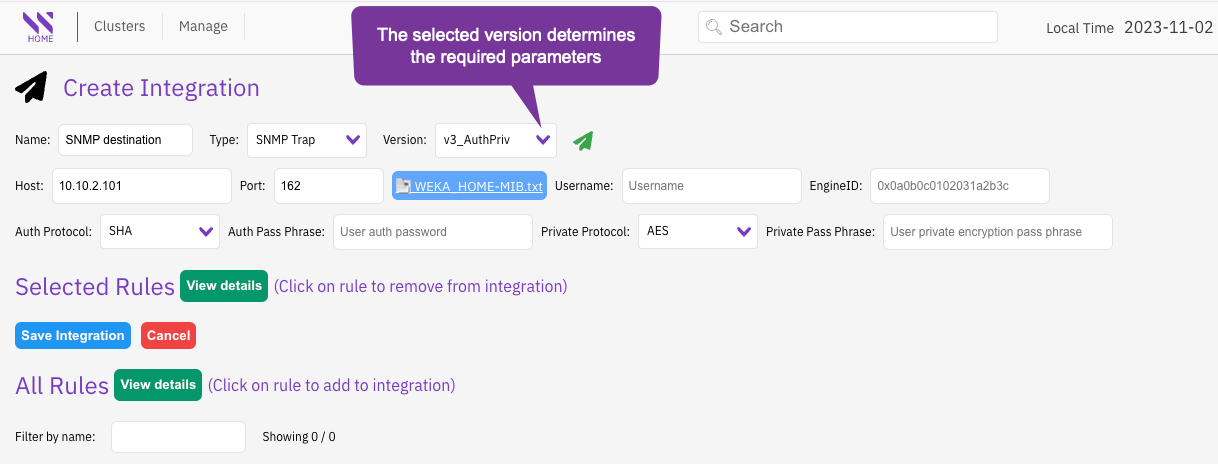 HOME
Clusters
Manage
The selected version determines
the required parameters
Search
Local Time 2023-11-02
Create Integration
Name: SNMP destination Type: SNMP Trap Version: v3_AuthPriv
Host: 10.10.2.101 Port: 162 WEKA_HOME-MIB.txt Username: Username EngineID: 0x0a0b0c0102031a2b3c
Auth Protocol: SHA Auth Pass Phrase: User auth password Private Protocol: AES Private Pass Phrase: User private encryption pass phrase
Selected Rules View details (Click on rule to remove from integration)
Save Integration Cancel
All Rules View details (Click on rule to add to integration)
Filter by name: Showing 0 / 0